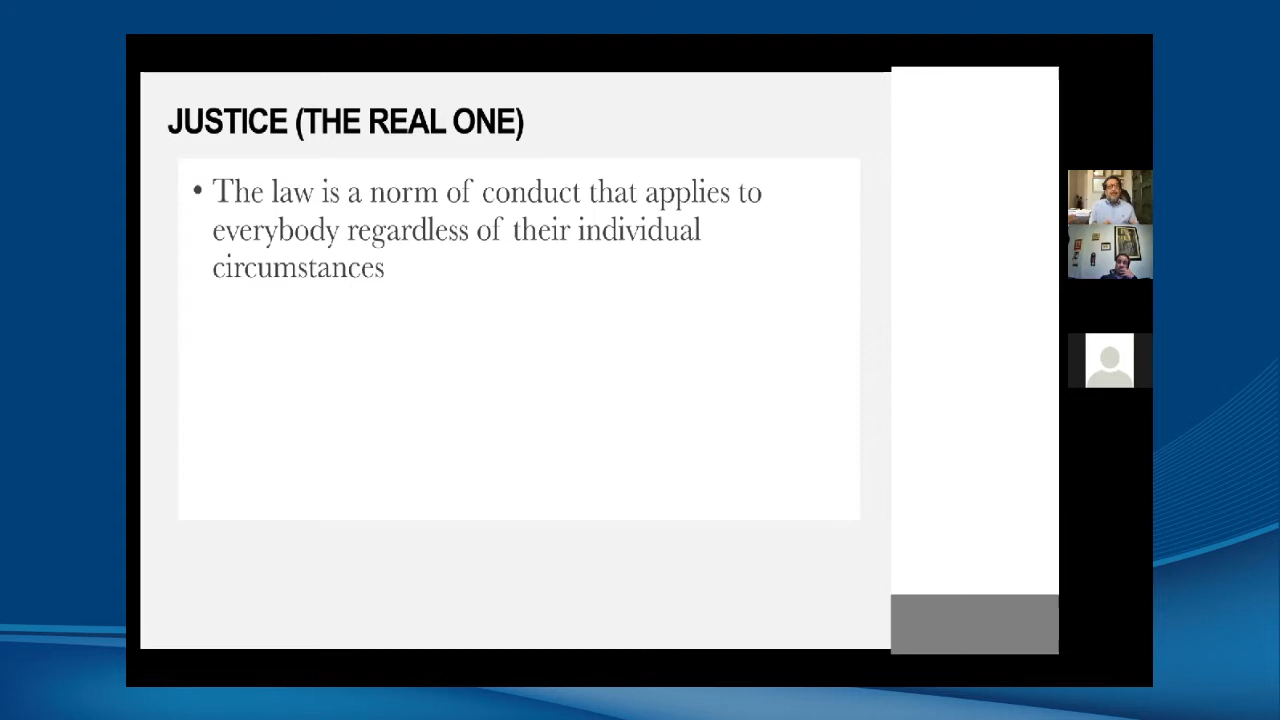 JUSTICE (THE REAL ONE)
• The law is a norm of conduct that applies to
everybody regardless of their individual
circumstances